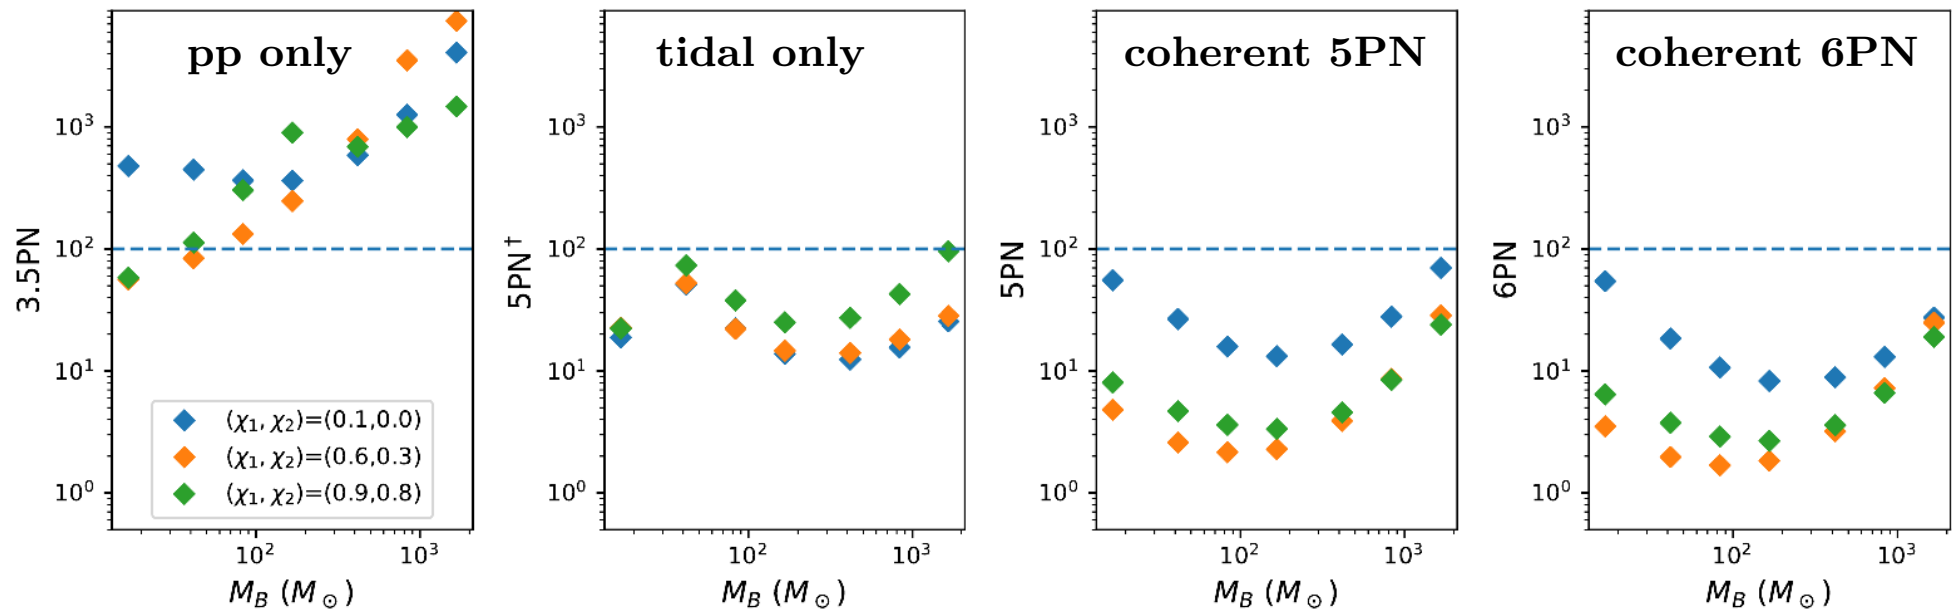 pp only
tidal only
coherent 5PN
coherent 6PN
3.5PN
10³
10²
10¹
10⁰
(χ₁, χ₂)=(0.1,0.0)
(χ₁, χ₂)=(0.6,0.3)
(χ₁, χ₂)=(0.9,0.8)
10² 10³
M_B (M_⊙)
5PN†
10³
10²
10¹
10⁰
10² 10³
M_B (M_⊙)
5PN
10³
10²
10¹
10⁰
10² 10³
M_B (M_⊙)
6PN
10³
10²
10¹
10⁰
10² 10³
M_B (M_⊙)